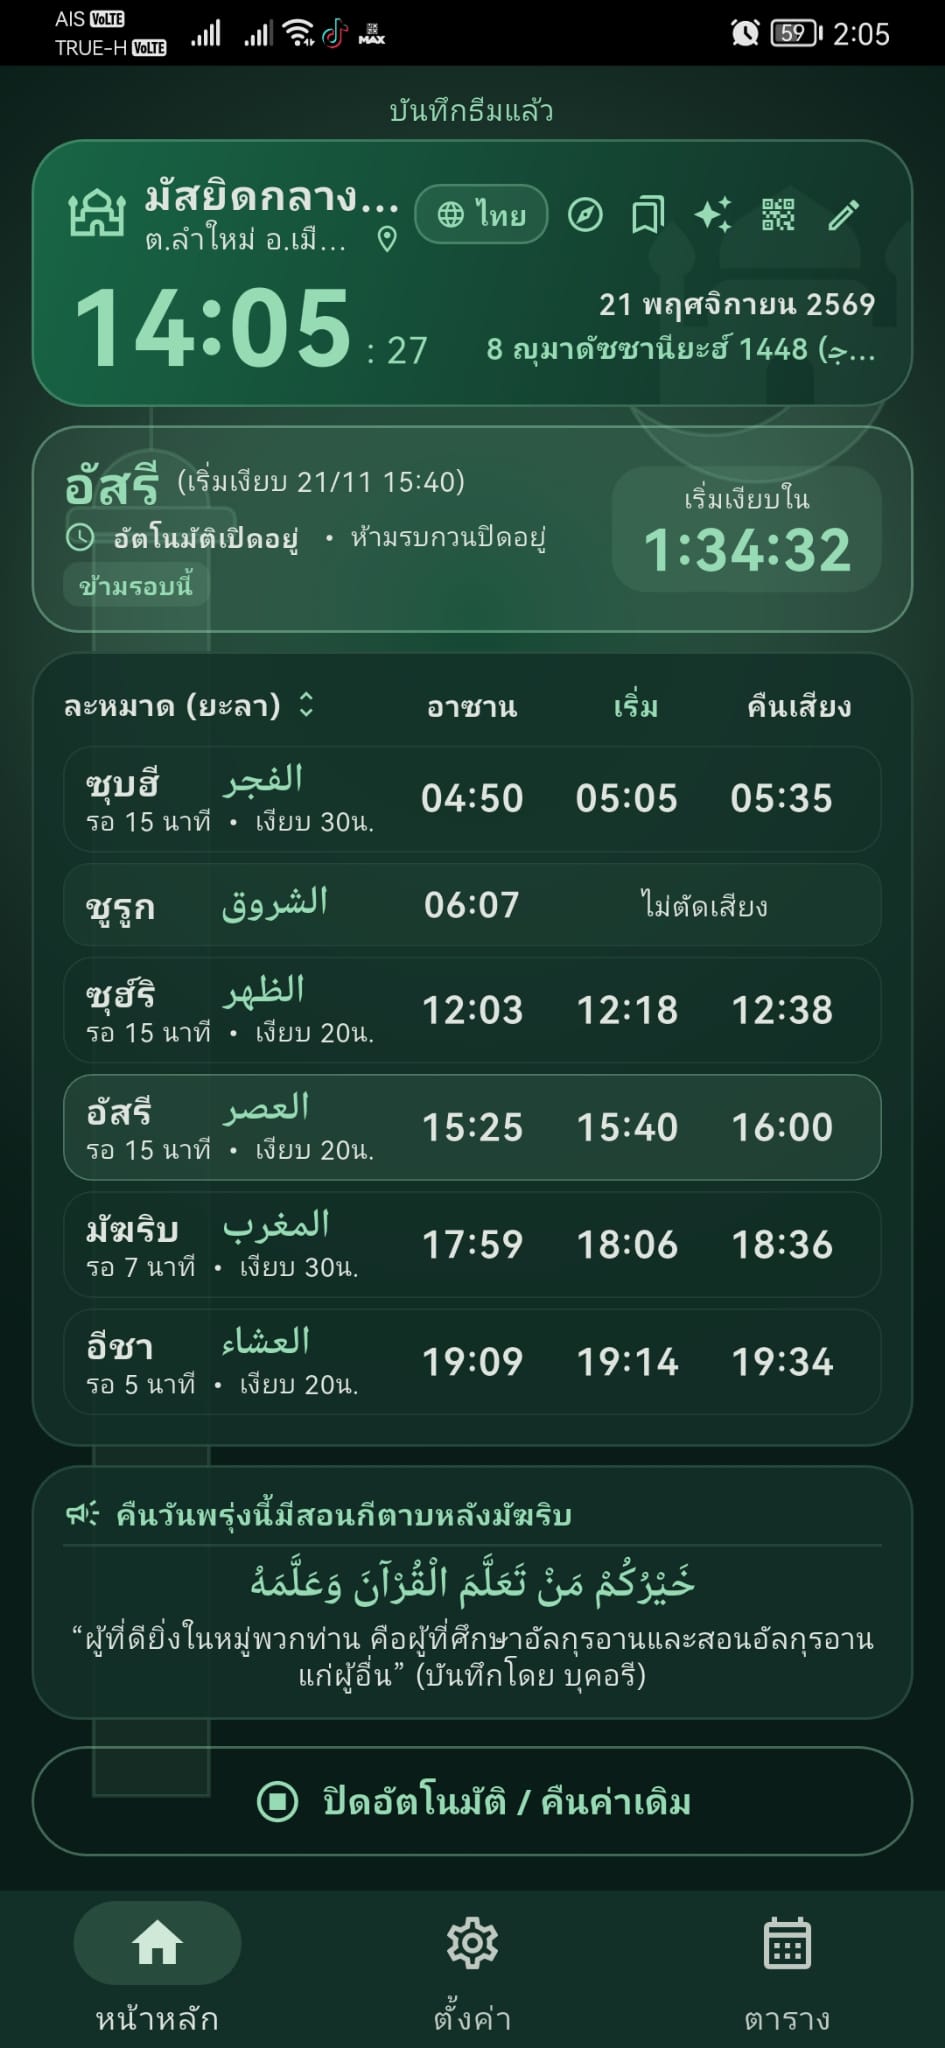 AIS VoLTE
TRUE-H VoLTE
MAX
59 2:05
บันทึกธีมแล้ว
มัสยิดกลาง...
ต.ลำใหม่ อ.เมื...
ไทย
14:05 : 27
21 พฤศจิกายน 2569
8 ญุมาดัซซานียะฮ์ 1448 (جـ...
อัสรี (เริ่มเงียบ 21/11 15:40)
อัตโนมัติเปิดอยู่ • ห้ามรบกวนปิดอยู่
ข้ามรอบนี้
เริ่มเงียบใน
1:34:32
ละหมาด (ยะลา) อาซาน เริ่ม คืนเสียง
ซุบฮี الفجر 04:50 05:05 05:35
รอ 15 นาที • เงียบ 30น.
ชูรูก الشروق 06:07 ไม่ตัดเสียง
ซุฮ์ริ الظهر 12:03 12:18 12:38
รอ 15 นาที • เงียบ 20น.
อัสรี العصر 15:25 15:40 16:00
รอ 15 นาที • เงียบ 20น.
มัฆริบ المغرب 17:59 18:06 18:36
รอ 7 นาที • เงียบ 30น.
อีชา العشاء 19:09 19:14 19:34
รอ 5 นาที • เงียบ 20น.
คืนวันพรุ่งนี้มีสอนกีตาบหลังมัฆริบ
خَيْرُكُمْ مَنْ تَعَلَّمَ الْقُرْآنَ وَعَلَّمَهُ
“ผู้ที่ดียิ่งในหมู่พวกท่าน คือผู้ที่ศึกษาอัลกุรอานและสอนอัลกุรอาน
แก่ผู้อื่น” (บันทึกโดย บุคอรี)
ปิดอัตโนมัติ / คืนค่าเดิม
หน้าหลัก
ตั้งค่า
ตาราง